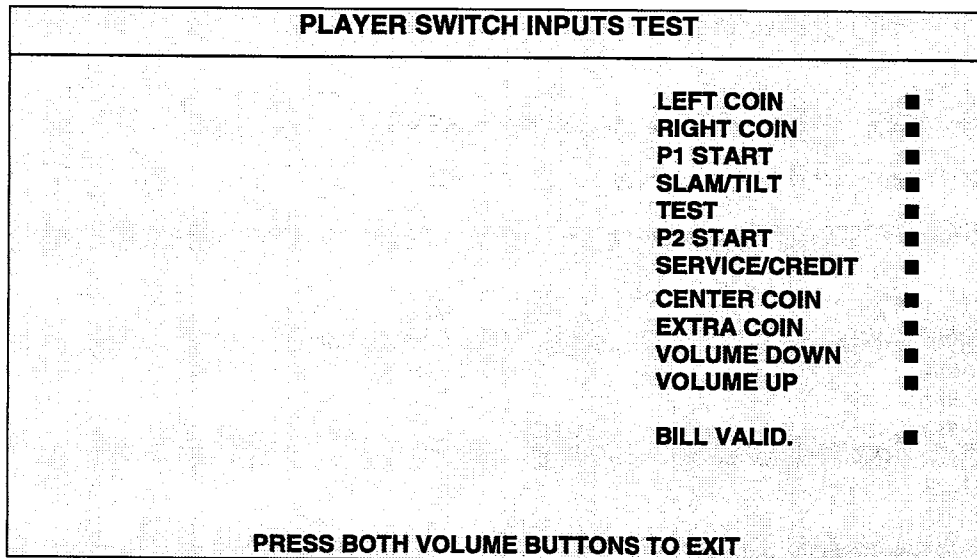 PLAYER SWITCH INPUTS TEST
LEFT COIN
RIGHT COIN
P1 START
SLAM/TILT
TEST
P2 START
SERVICE/CREDIT
CENTER COIN
EXTRA COIN
VOLUME DOWN
VOLUME UP
BILL VALID.
PRESS BOTH VOLUME BUTTONS TO EXIT